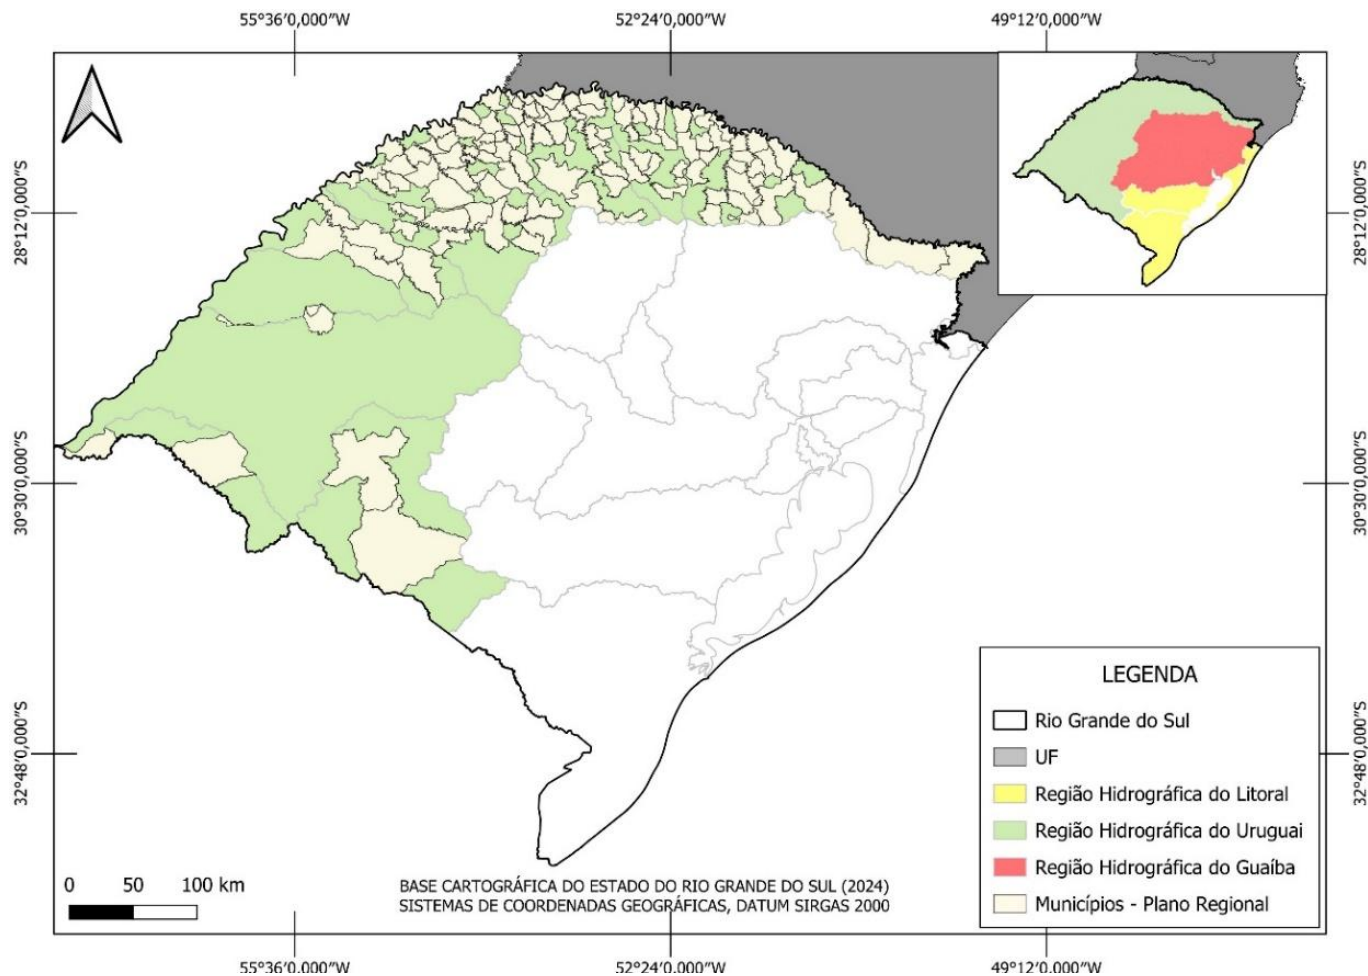 55°36'0,000"W
52°24'0,000"W
49°12'0,000"W
28°12'0,000"S
28°12'0,000"S
30°30'0,000"S
30°30'0,000"S
32°48'0,000"S
32°48'0,000"S
LEGENDA
Rio Grande do Sul
UF
Região Hidrográfica do Litoral
Região Hidrográfica do Uruguai
Região Hidrográfica do Guaíba
Municípios - Plano Regional
0 50 100 km
BASE CARTOGRÁFICA DO ESTADO DO RIO GRANDE DO SUL (2024)
SISTEMAS DE COORDENADAS GEOGRÁFICAS, DATUM SIRGAS 2000
55°36'0,000"W
52°24'0,000"W
49°12'0,000"W